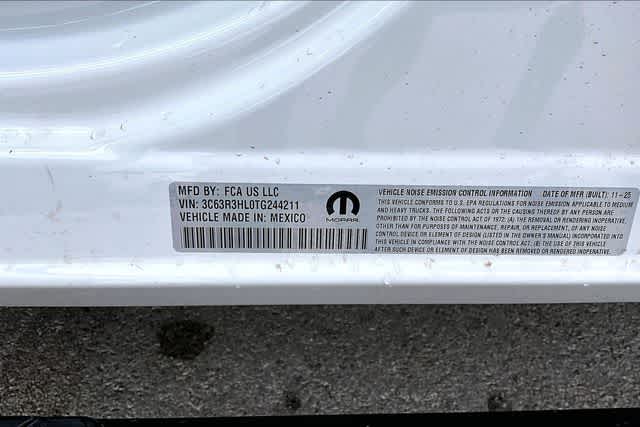 MFD BY: FCA US LLC
VIN: 3C63R3HL0TG244211
VEHICLE MADE IN: MEXICO
MOPAR
VEHICLE NOISE EMISSION CONTROL INFORMATION DATE OF MFR (BUILT): 11-25
THIS VEHICLE CONFORMS TO U.S. EPA REGULATIONS FOR NOISE EMISSION APPLICABLE TO MEDIUM
AND HEAVY TRUCKS. THE FOLLOWING ACTS OR THE CAUSING THEREOF BY ANY PERSON ARE
PROHIBITED BY THE NOISE CONTROL ACT OF 1972: (A) THE REMOVAL OR RENDERING INOPERATIVE,
OTHER THAN FOR PURPOSES OF MAINTENANCE, REPAIR, OR REPLACEMENT, OF ANY NOISE
CONTROL DEVICE OR ELEMENT OF DESIGN (LISTED IN THE OWNER'S MANUAL) INCORPORATED INTO
THIS VEHICLE IN COMPLIANCE WITH THE NOISE CONTROL ACT, (B) THE USE OF THIS VEHICLE
AFTER SUCH DEVICE OR ELEMENT OF DESIGN HAS BEEN REMOVED OR RENDERED INOPERATIVE.